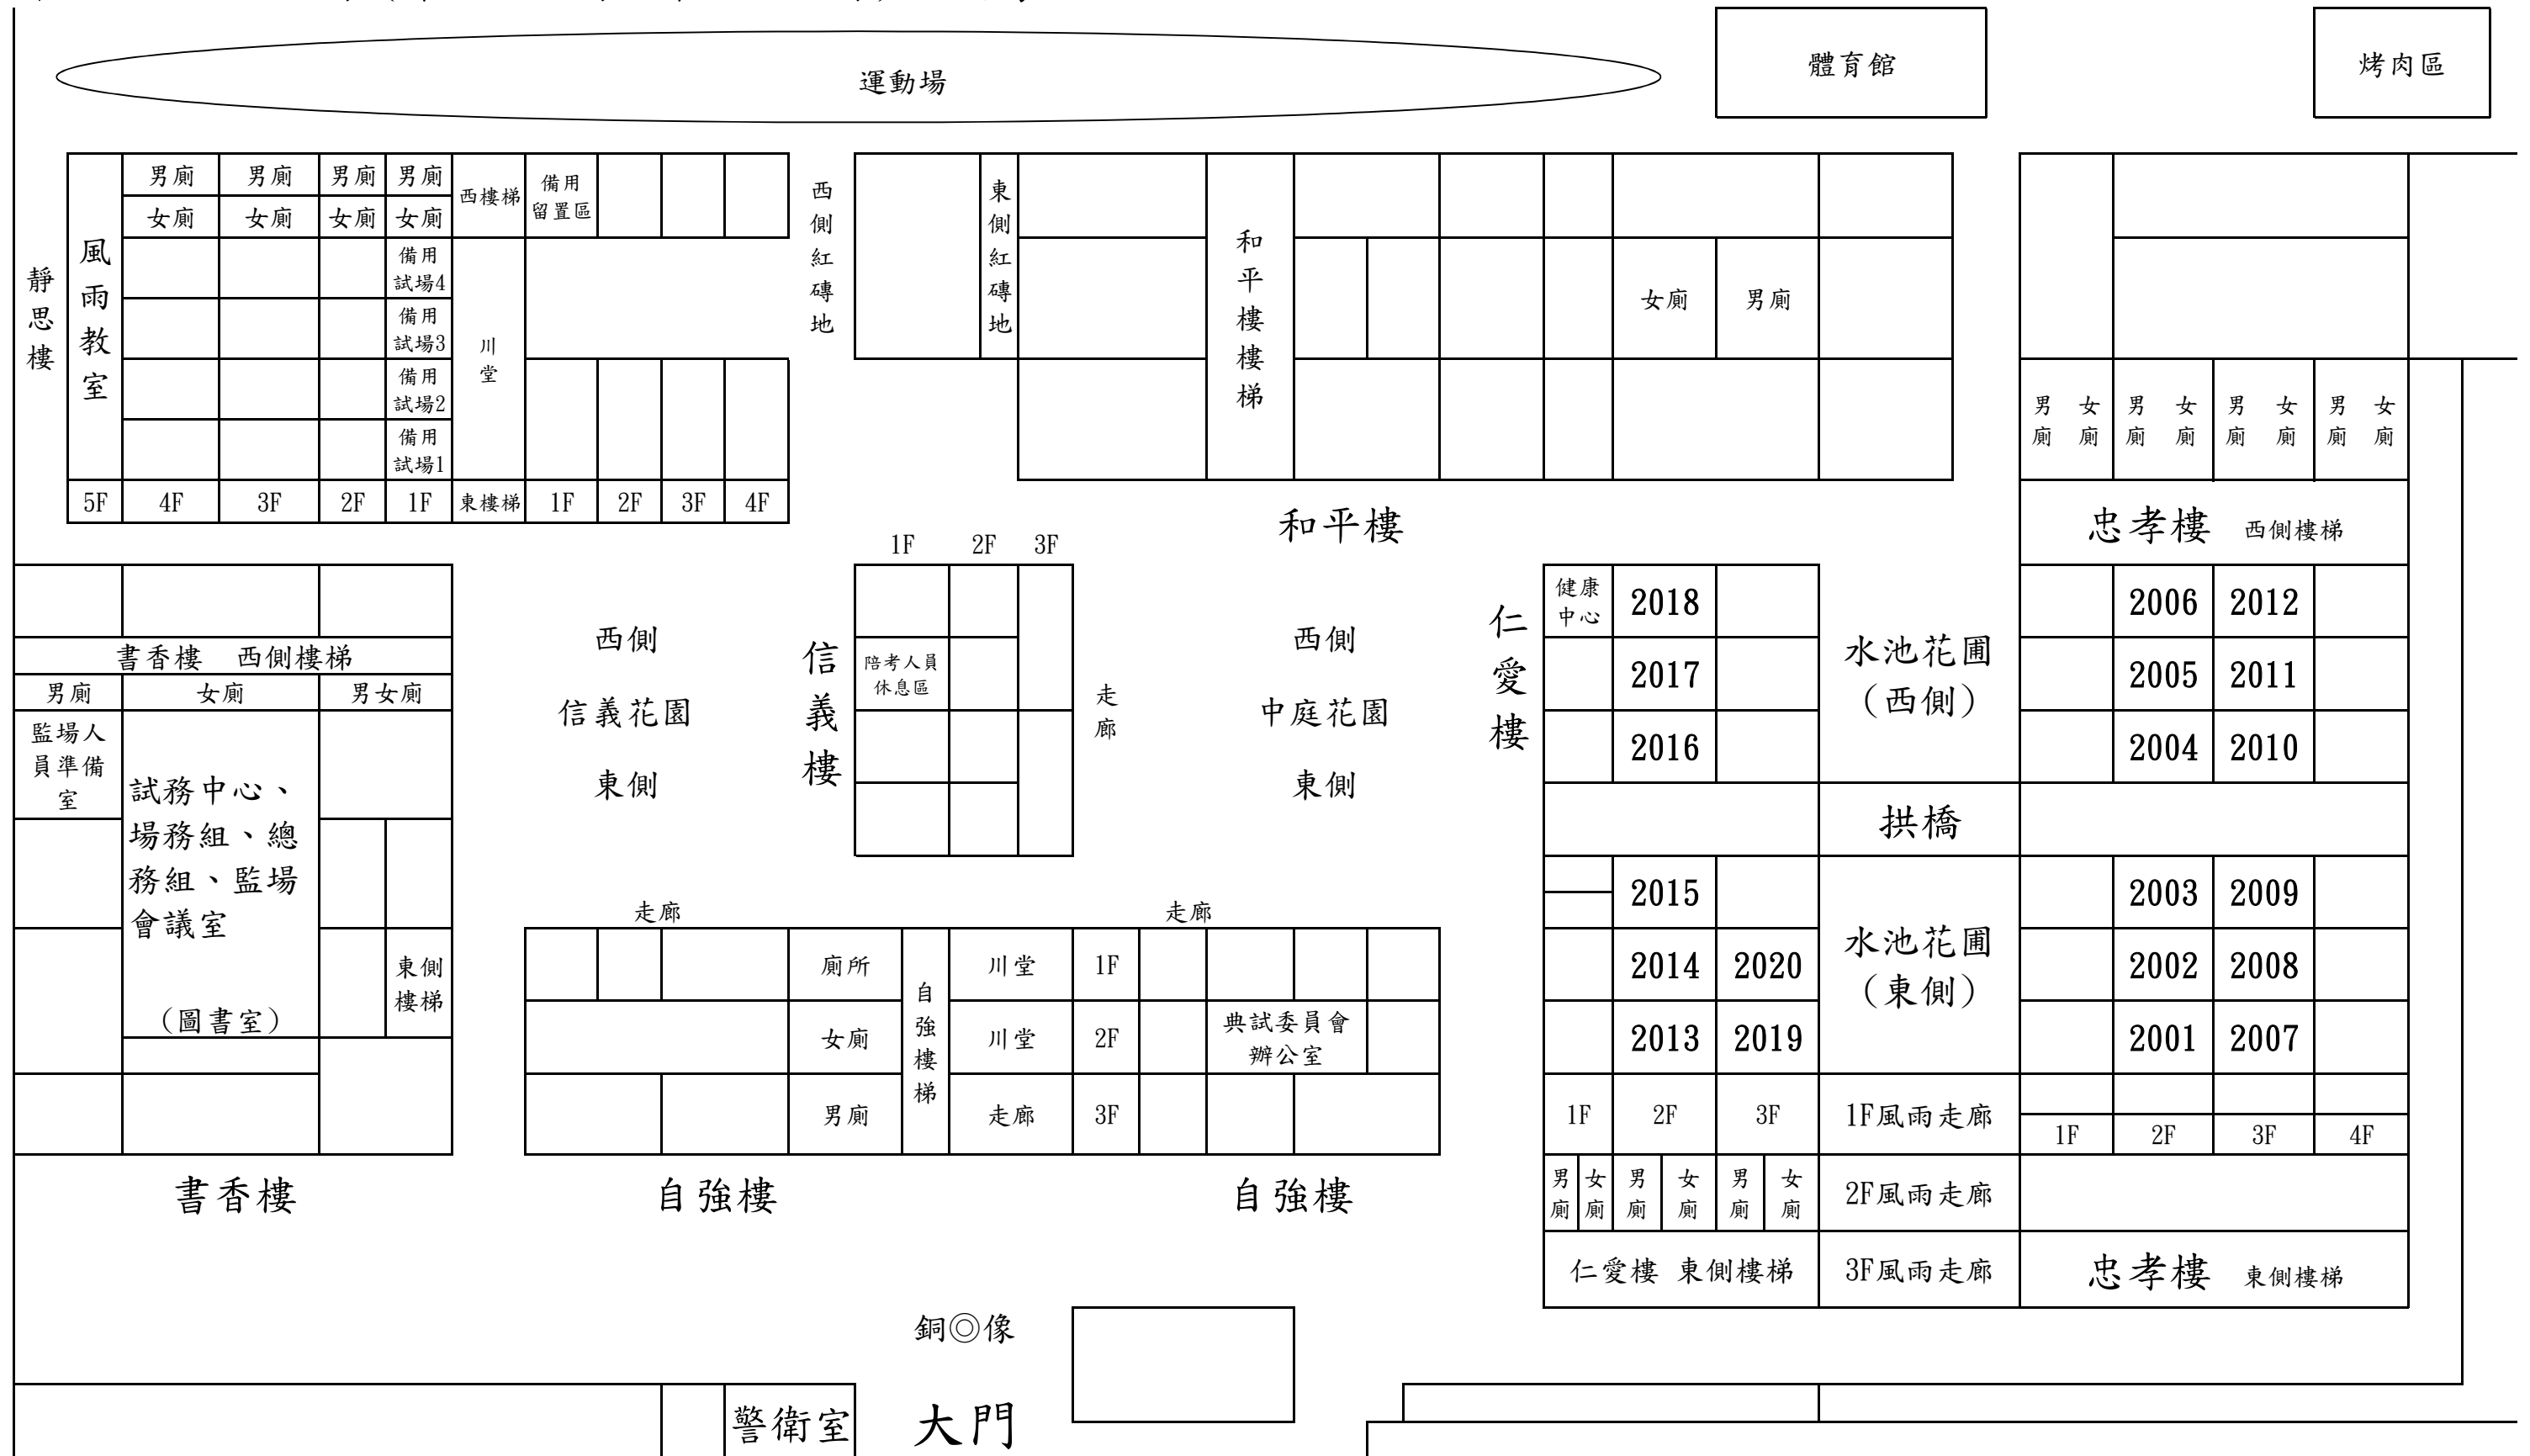 運動場
體育館
烤肉區
靜思樓
風雨教室
男廁 男廁 男廁 男廁
女廁 女廁 女廁 女廁
西樓梯
備用
留置區
備用
試場4
備用
試場3
備用
試場2
備用
試場1
川堂
5F 4F 3F 2F 1F 東樓梯 1F 2F 3F 4F
西側紅磚地
東側紅磚地
和平樓樓梯
女廁 男廁
和平樓
男廁 女廁 男廁 女廁 男廁 女廁 男廁 女廁
忠孝樓 西側樓梯
書香樓 西側樓梯
男廁 女廁 男女廁
監場人
員準備
室
試務中心、
場務組、總
務組、監場
會議室
(圖書室)
東側
樓梯
書香樓
西側
信義花園
東側
信義樓
1F 2F 3F
陪考人員
休息區
走廊
西側
中庭花園
東側
仁愛樓
健康
中心
2018
2017
2016
2015
2014 2020
2013 2019
1F 2F 3F
男廁 女廁 男廁 女廁 男廁 女廁
仁愛樓 東側樓梯
水池花圃
(西側)
拱橋
水池花圃
(東側)
1F風雨走廊
2F風雨走廊
3F風雨走廊
2006 2012
2005 2011
2004 2010
2003 2009
2002 2008
2001 2007
1F 2F 3F 4F
忠孝樓 東側樓梯
走廊 走廊
廁所 川堂 1F
女廁 川堂 2F
男廁 走廊 3F
自強樓梯
典試委員會
辦公室
自強樓 自強樓
銅◎像
警衛室 大門